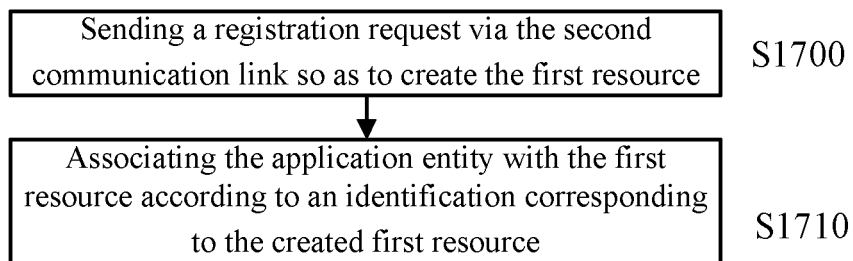 Sending a registration request via the second
communication link so as to create the first resource
S1700
Associating the application entity with the first
resource according to an identification corresponding
to the created first resource
S1710